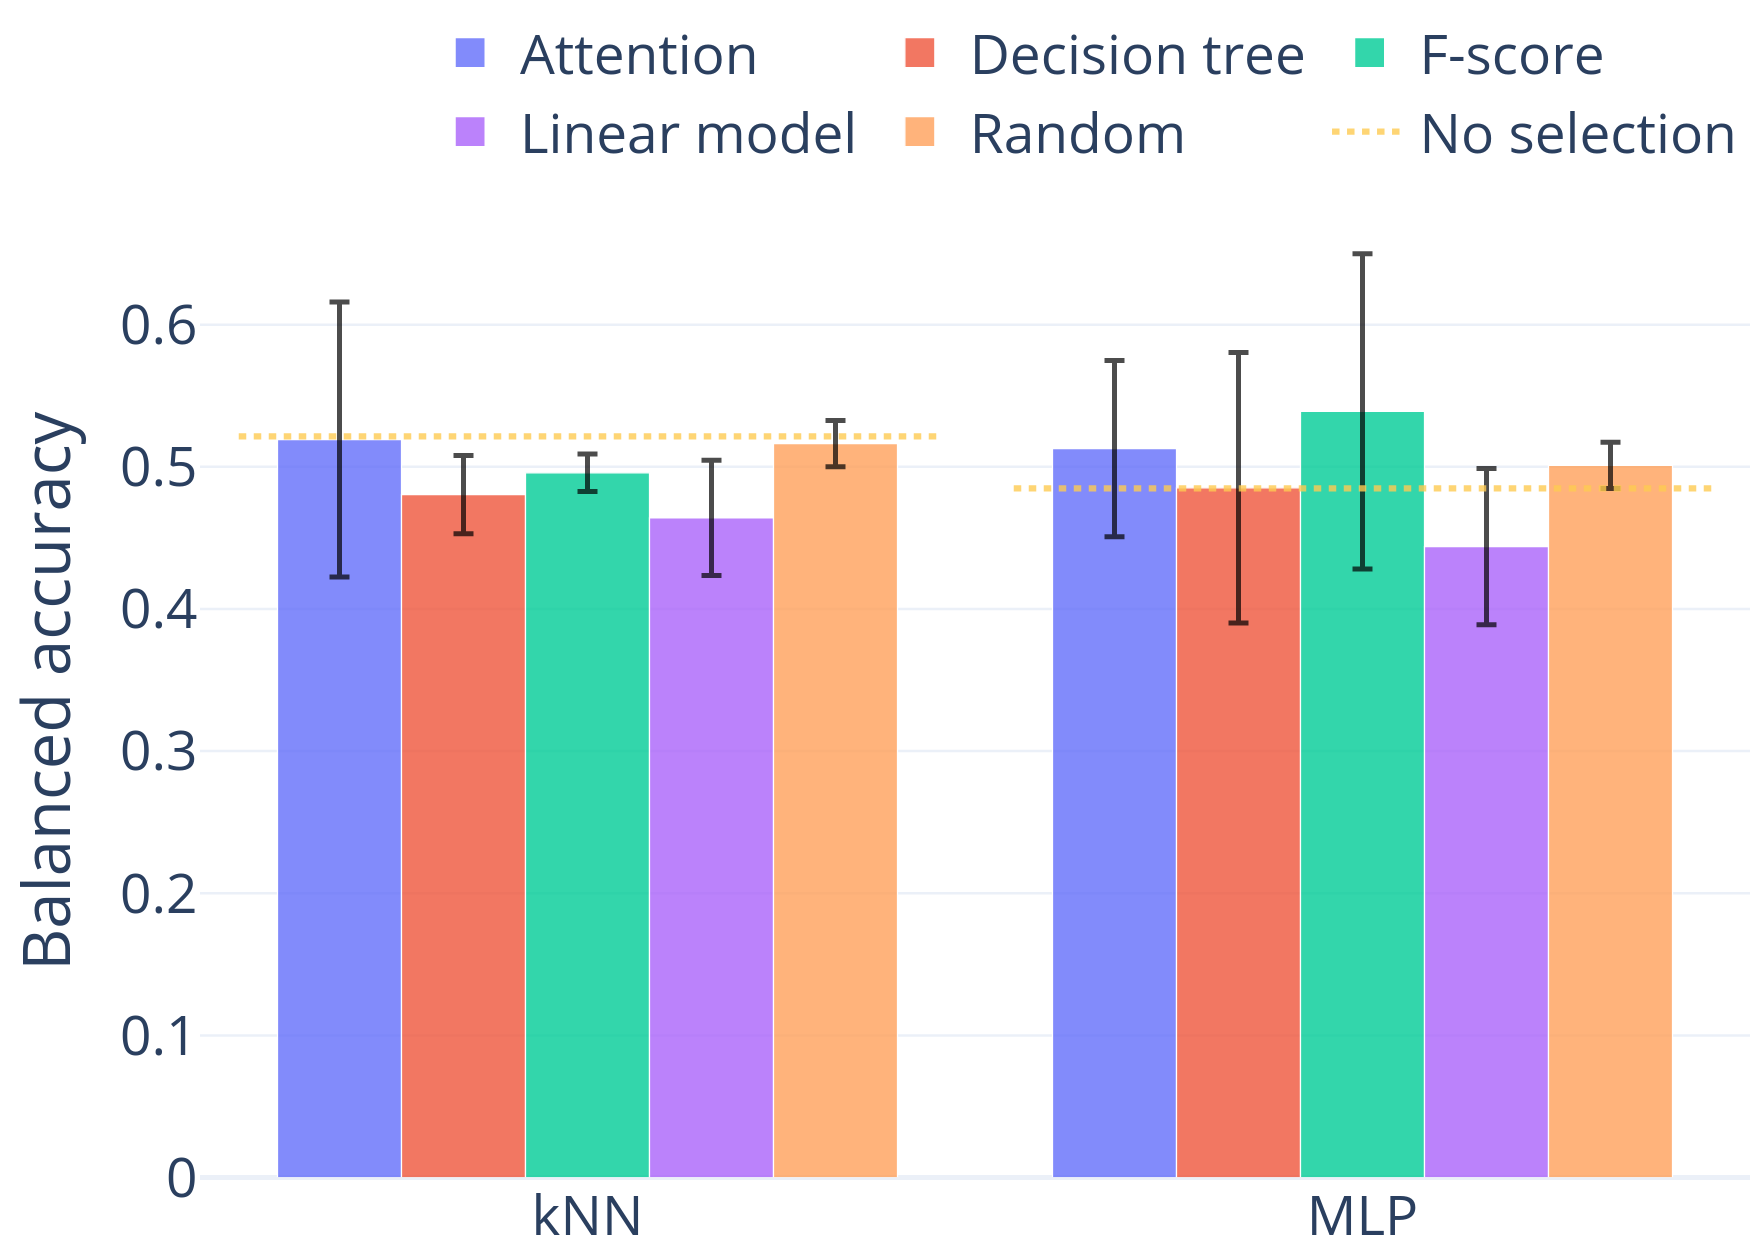 Attention Decision tree F-score
Linear model Random No selection
Balanced accuracy
0.6
0.5
0.4
0.3
0.2
0.1
0
kNN MLP